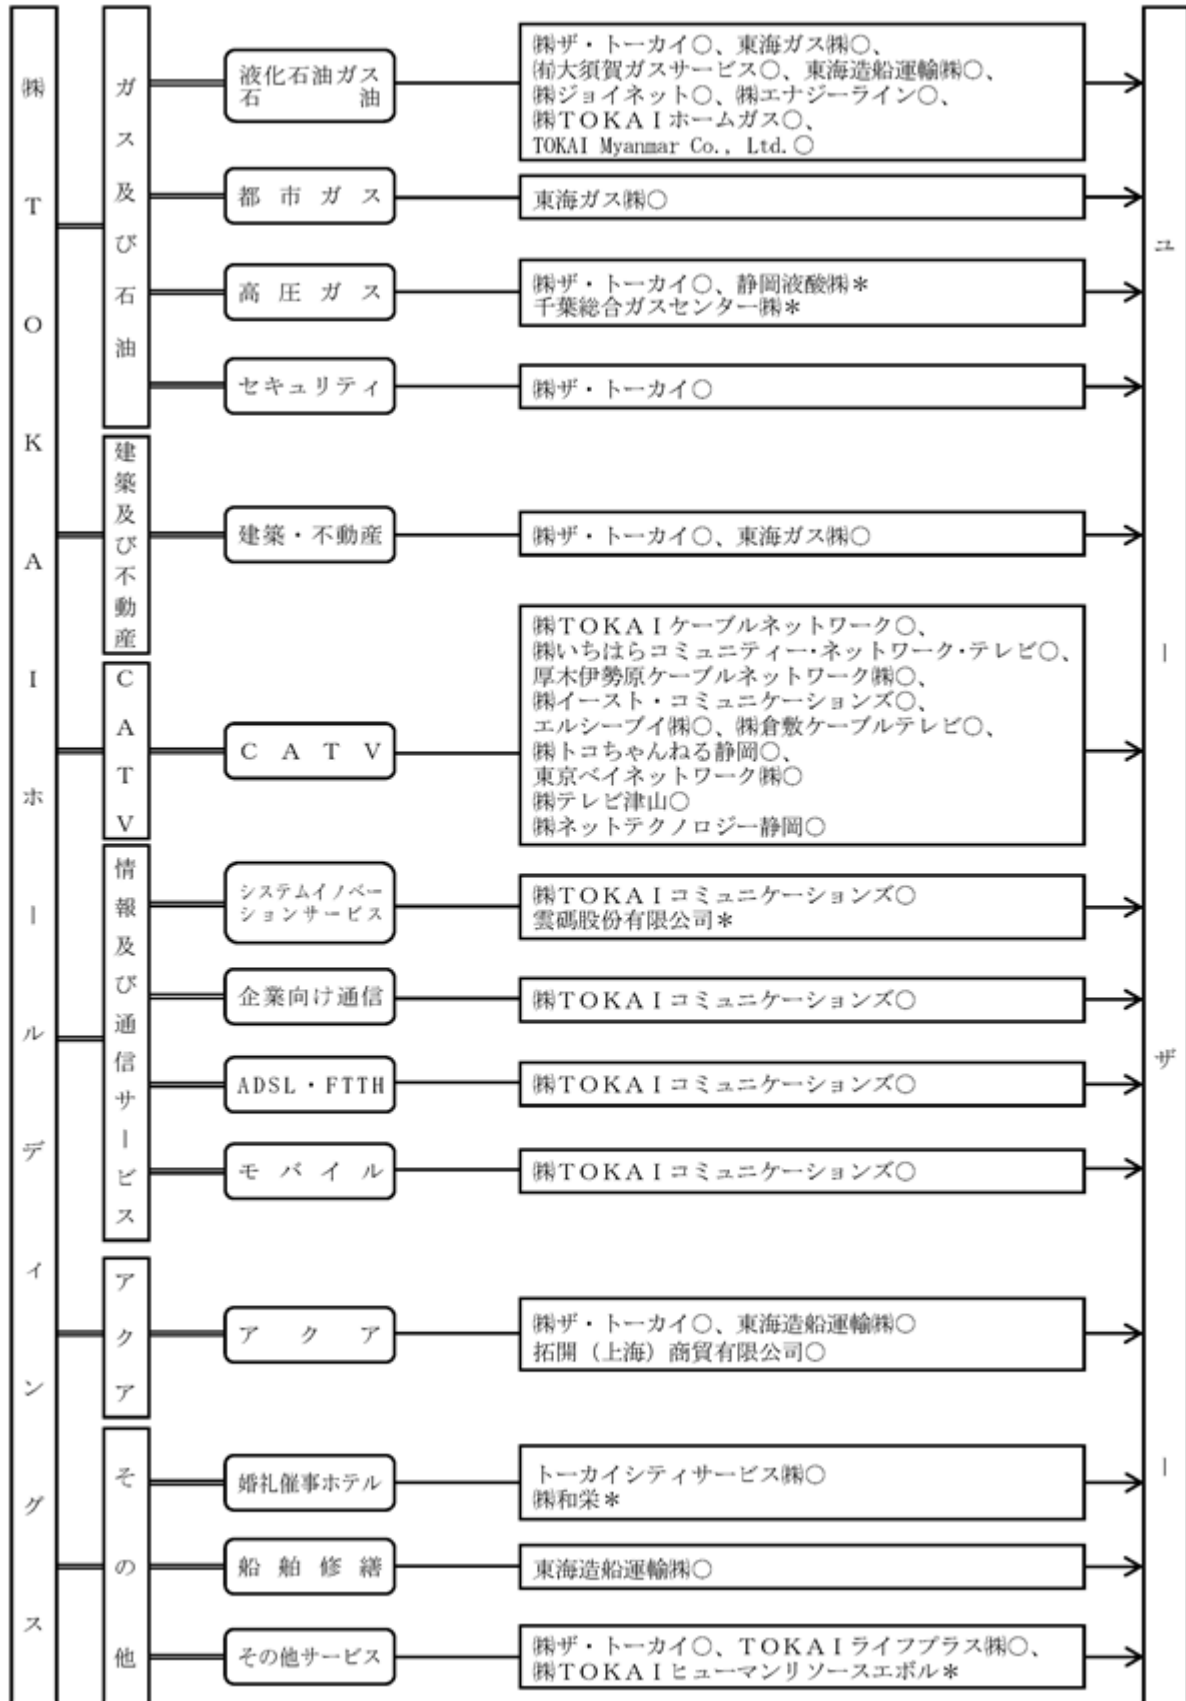 ㈱TOKAIホールディングス
ガス及び石油
液化石油ガス
石油
㈱ザ・トーカイ○、東海ガス㈱○、
㈲大須賀ガスサービス○、東海造船運輸㈱○、
㈱ジョイネット○、㈱エナジーライン○、
㈱TOKAIホームガス○、
TOKAI Myanmar Co., Ltd.○
都市ガス
東海ガス㈱○
高圧ガス
㈱ザ・トーカイ○、静岡液酸㈱＊
千葉総合ガスセンター㈱＊
セキュリティ
㈱ザ・トーカイ○
建築及び不動産
建築・不動産
㈱ザ・トーカイ○、東海ガス㈱○
CATV
CATV
㈱TOKAIケーブルネットワーク○、
㈱いちはらコミュニティー・ネットワーク・テレビ○、
厚木伊勢原ケーブルネットワーク㈱○、
㈱イースト・コミュニケーションズ○、
エルシーブイ㈱○、㈱倉敷ケーブルテレビ○、
㈱トコちゃんねる静岡○、
東京ベイネットワーク㈱○
㈱テレビ津山○
㈱ネットテクノロジー静岡○
情報及び通信サービス
システムイノベー
ションサービス
㈱TOKAIコミュニケーションズ○
雲碼股份有限公司＊
企業向け通信
㈱TOKAIコミュニケーションズ○
ADSL・FTTH
㈱TOKAIコミュニケーションズ○
モバイル
㈱TOKAIコミュニケーションズ○
アクア
アクア
㈱ザ・トーカイ○、東海造船運輸㈱○
拓開（上海）商貿有限公司○
その他
婚礼催事ホテル
トーカイシティサービス㈱○
㈱和栄＊
船舶修繕
東海造船運輸㈱○
その他サービス
㈱ザ・トーカイ○、TOKAIライフプラス㈱○、
㈱TOKAIヒューマンリソースエボル＊
ユーザー